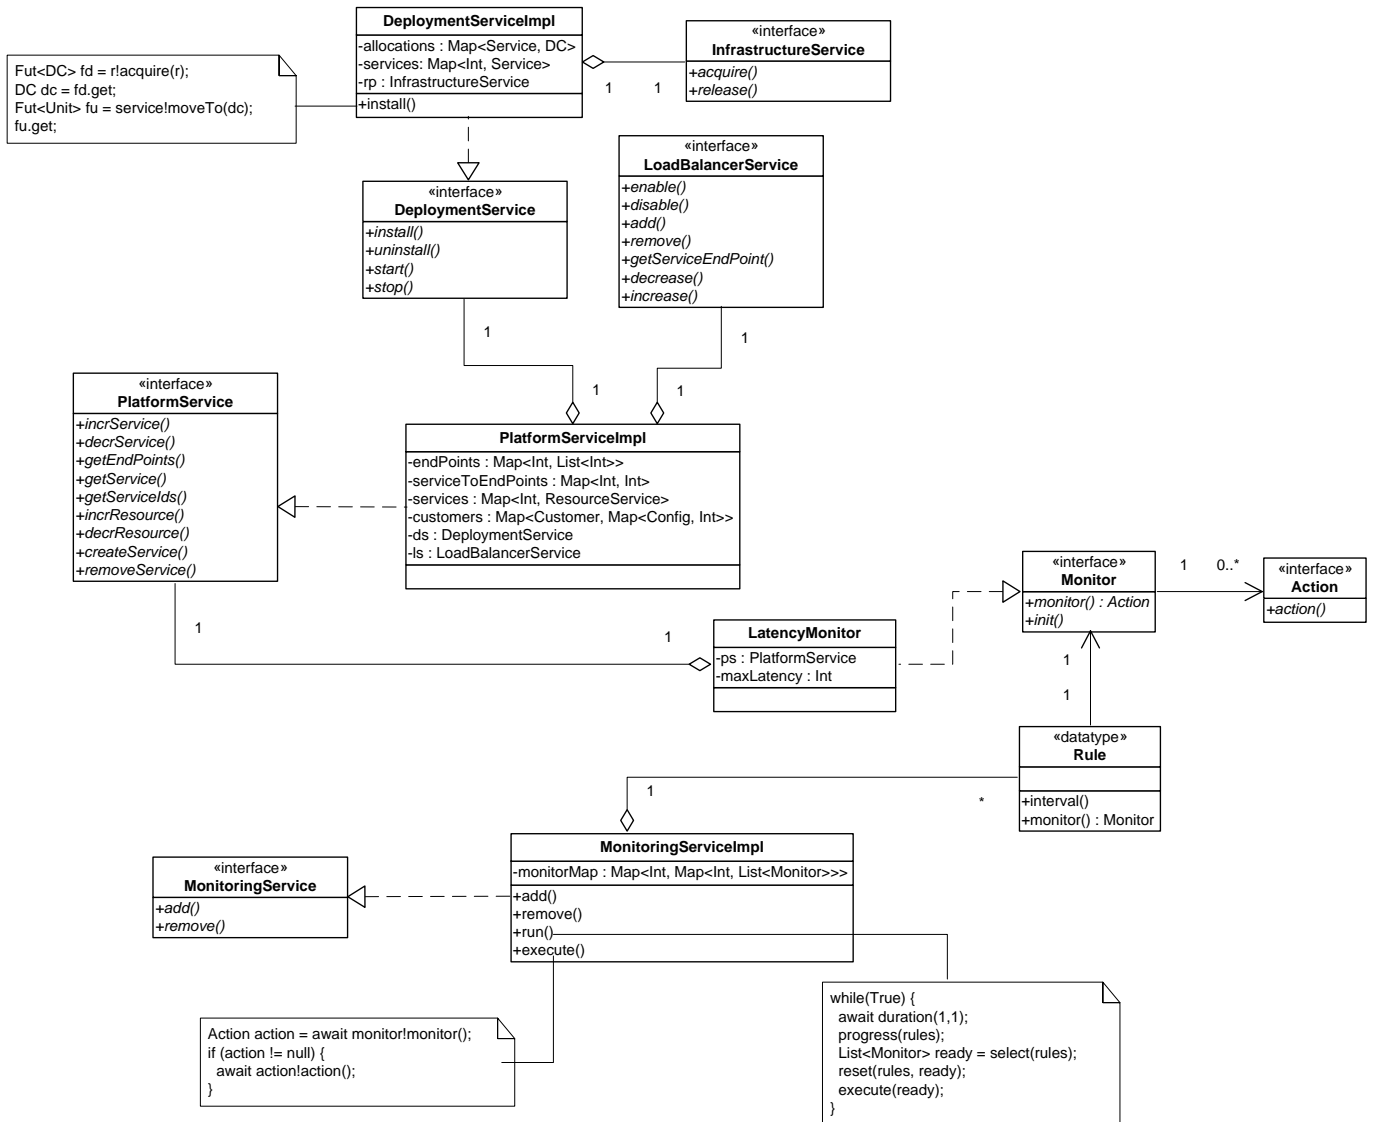 DeploymentServiceImpl
-allocations : Map<Service, DC>
-services: Map<Int, Service>
-rp : InfrastructureService
+install()
1
1
«interface»
InfrastructureService
+acquire()
+release()
Fut<DC> fd = r!acquire(r);
DC dc = fd.get;
Fut<Unit> fu = service!moveTo(dc);
fu.get;
«interface»
LoadBalancerService
+enable()
+disable()
+add()
+remove()
+getServiceEndPoint()
+decrease()
+increase()
«interface»
DeploymentService
+install()
+uninstall()
+start()
+stop()
1
1
1
1
«interface»
PlatformService
+incrService()
+decrService()
+getEndPoints()
+getService()
+getServiceIds()
+incrResource()
+decrResource()
+createService()
+removeService()
PlatformServiceImpl
-endPoints : Map<Int, List<Int>>
-serviceToEndPoints : Map<Int, Int>
-services : Map<Int, ResourceService>
-customers : Map<Customer, Map<Config, Int>>
-ds : DeploymentService
-ls : LoadBalancerService
«interface»
Monitor
+monitor() : Action
+init()
1
0..*
«interface»
Action
+action()
1
1
LatencyMonitor
-ps : PlatformService
-maxLatency : Int
1
1
«datatype»
Rule
+interval()
+monitor() : Monitor
1
*
MonitoringServiceImpl
-monitorMap : Map<Int, Map<Int, List<Monitor>>>
+add()
+remove()
+run()
+execute()
«interface»
MonitoringService
+add()
+remove()
Action action = await monitor!monitor();
if (action != null) {
await action!action();
}
while(True) {
await duration(1,1);
progress(rules);
List<Monitor> ready = select(rules);
reset(rules, ready);
execute(ready);
}